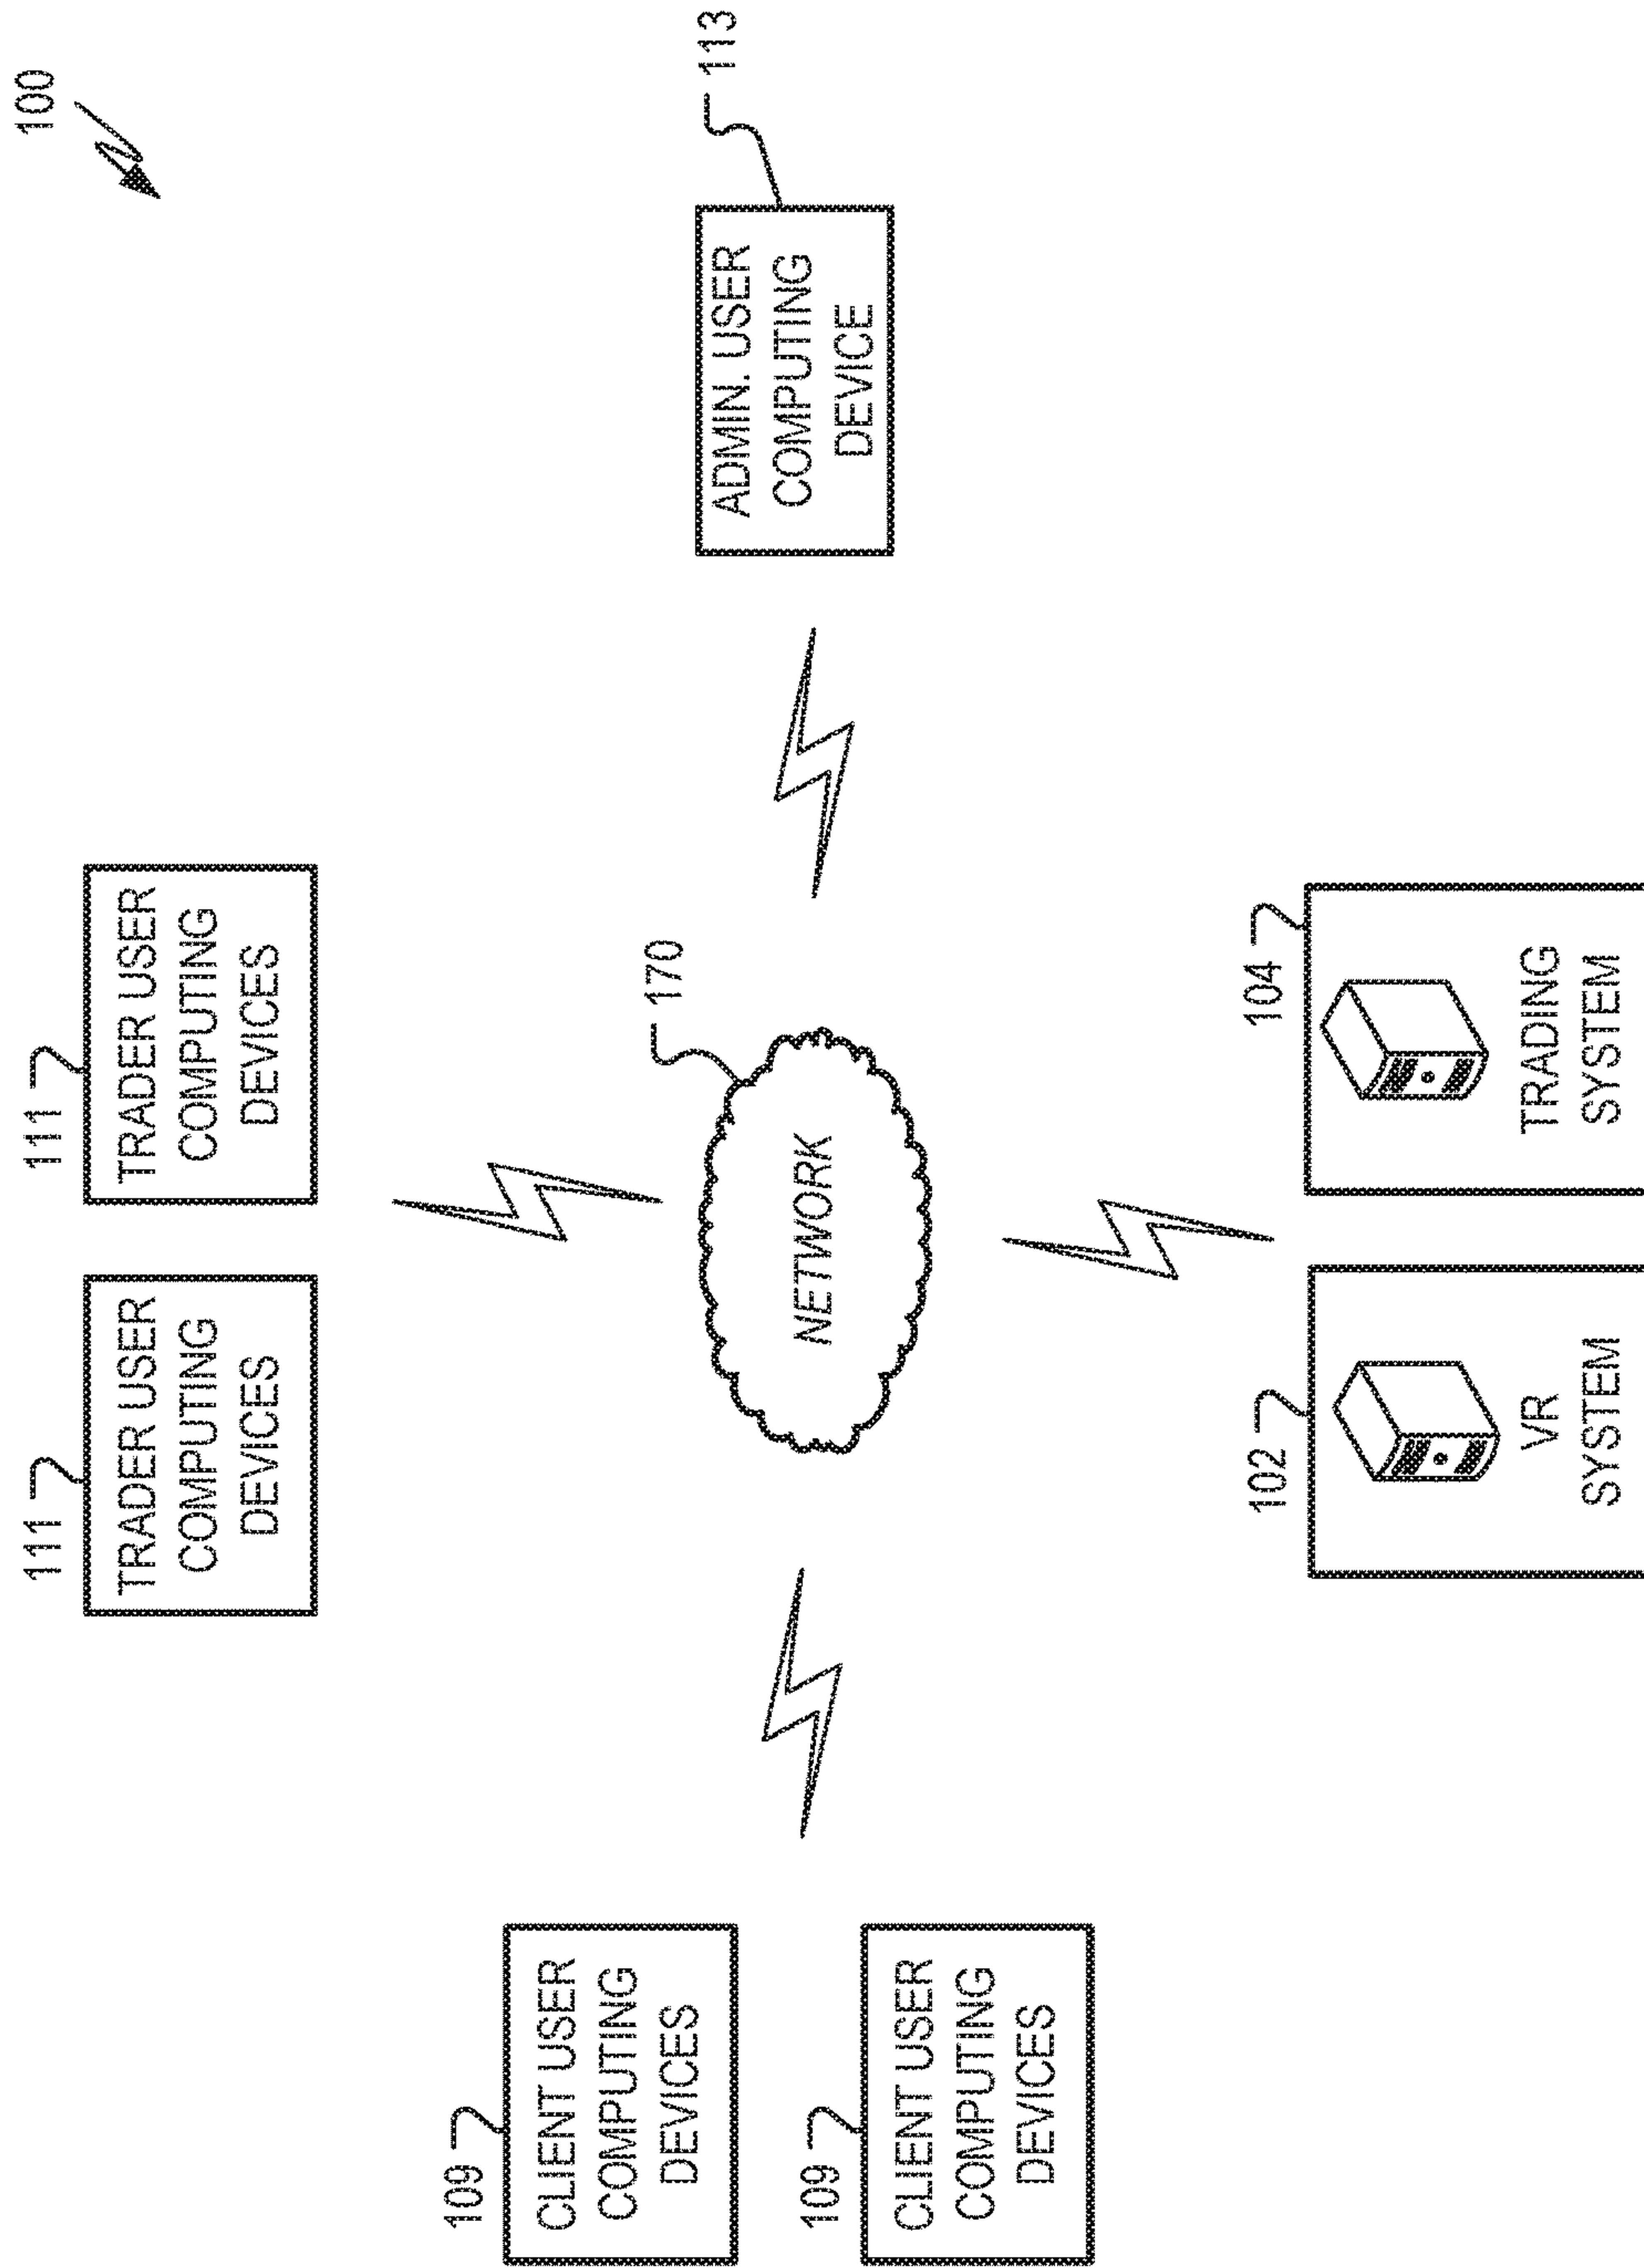 100
111
TRADER USER
COMPUTING
DEVICES
111
TRADER USER
COMPUTING
DEVICES
109
CLIENT USER
COMPUTING
DEVICES
109
CLIENT USER
COMPUTING
DEVICES
170
NETWORK
113
ADMIN. USER
COMPUTING
DEVICE
102
VR
SYSTEM
104
TRADING
SYSTEM